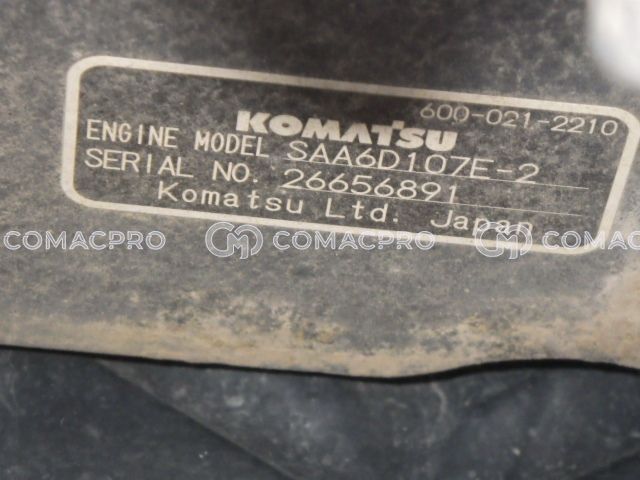 600-021-2210
KOMATSU
ENGINE MODEL SAA6D107E-2
SERIAL NO. 26656891
Komatsu Ltd. Japan
COMACPRO COMACPRO COMACPRO